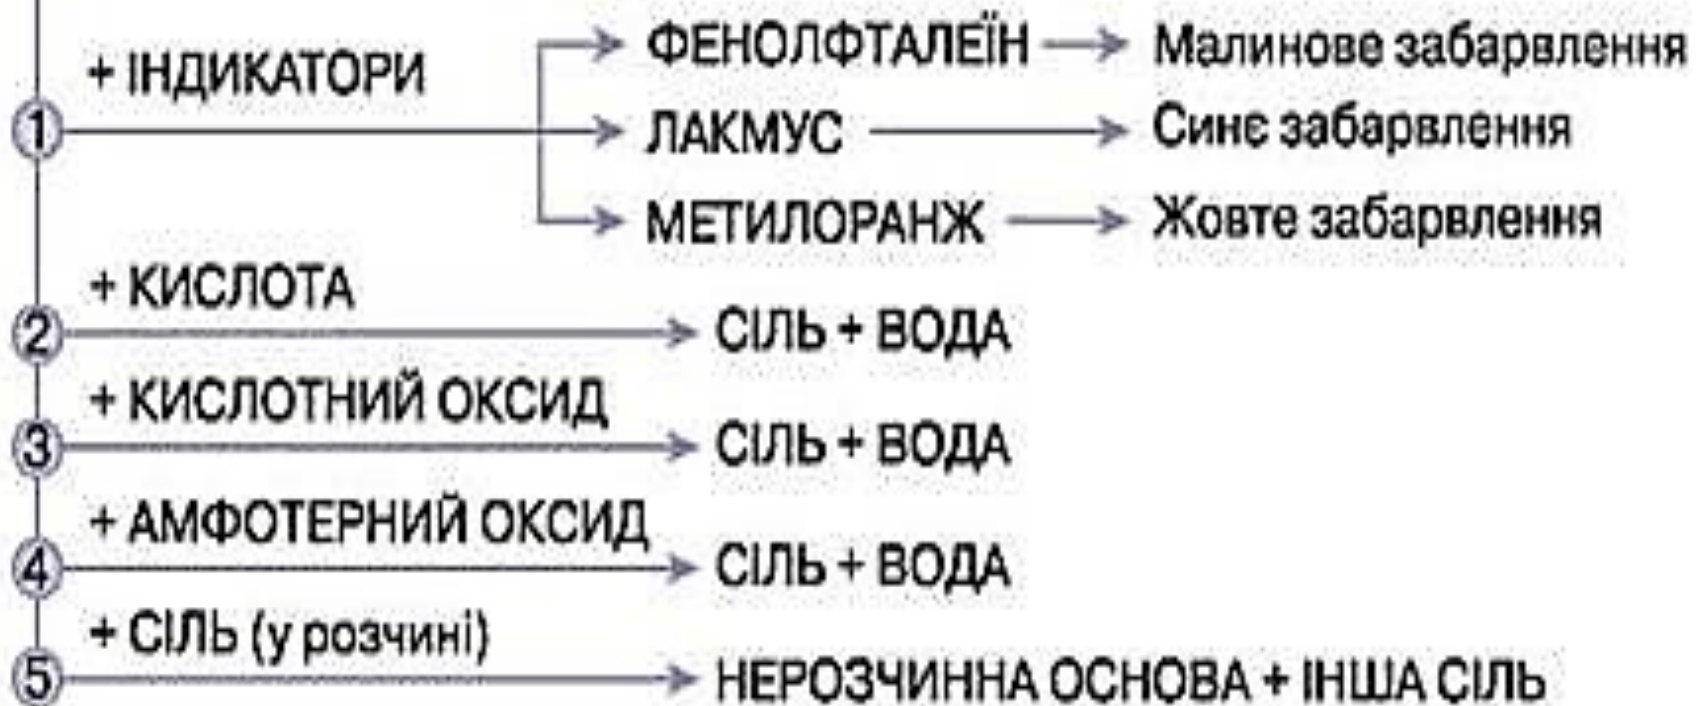 + ІНДИКАТОРИ
ФЕНОЛФТАЛЕЇН
Малинове забарвлення
1
ЛАКМУС
Синє забарвлення
МЕТИЛОРАНЖ
Жовте забарвлення
+ КИСЛОТА
2
СІЛЬ + ВОДА
+ КИСЛОТНИЙ ОКСИД
3
СІЛЬ + ВОДА
+ АМФОТЕРНИЙ ОКСИД
4
СІЛЬ + ВОДА
+ СІЛЬ (у розчині)
5
НЕРОЗЧИННА ОСНОВА + ІНША СІЛЬ